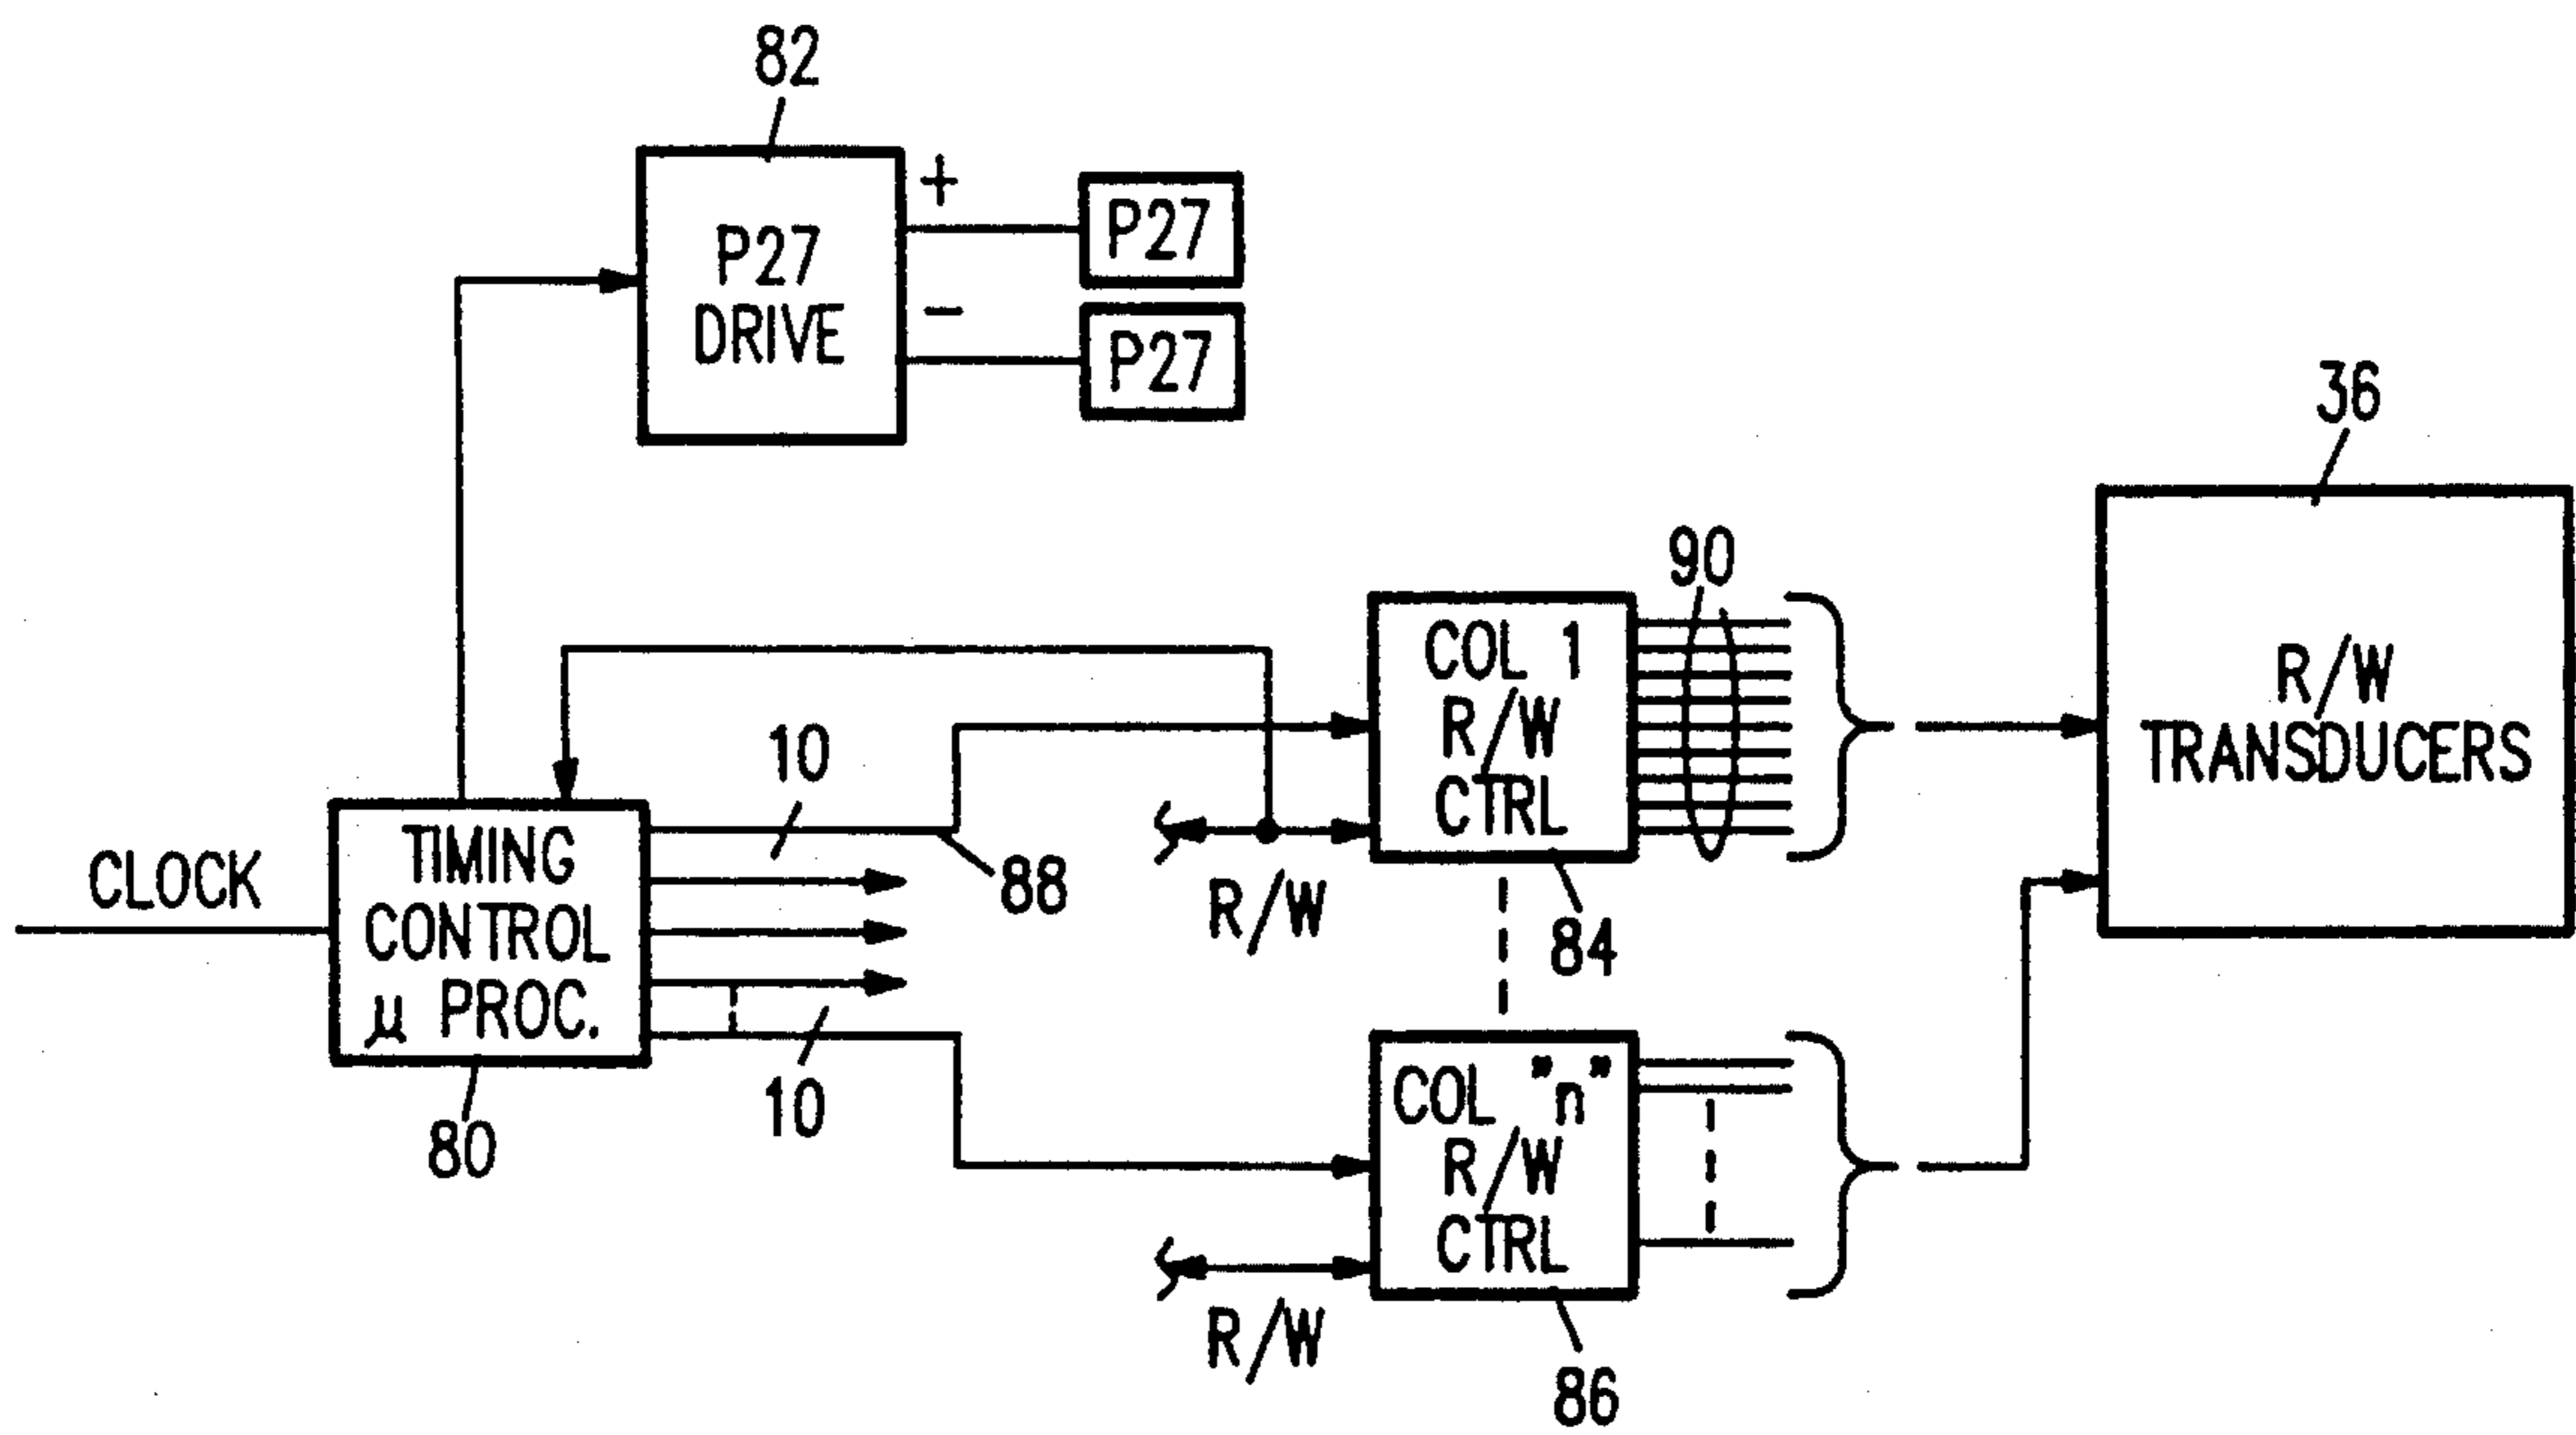 82
P27
DRIVE
+
-
P27
P27
36
R/W
TRANSDUCERS
90
COL 1
R/W
CTRL
84
10
88
R/W
CLOCK
TIMING
CONTROL
μ PROC.
80
10
COL "n"
R/W
CTRL
R/W
86